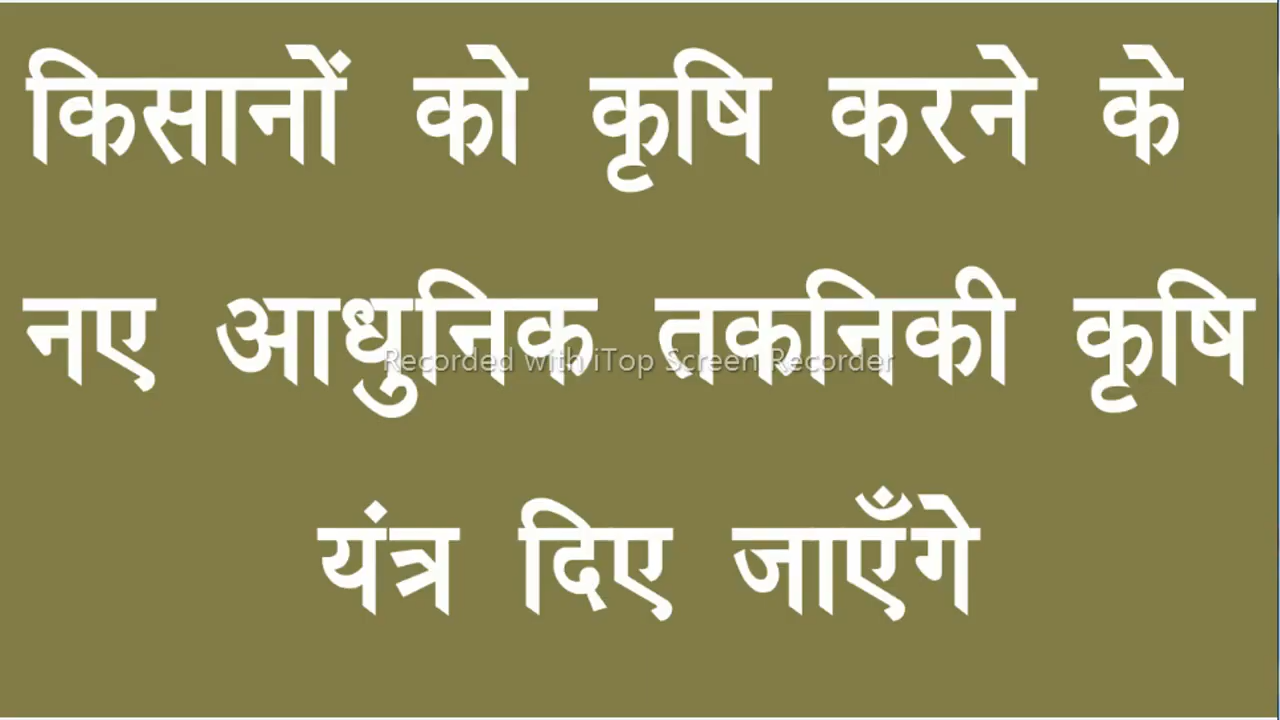 किसानों को कृषि करने के
नए आधुनिक तकनिकी कृषि
Recorded with iTop Screen Recorder
यंत्र दिए जाएँगे